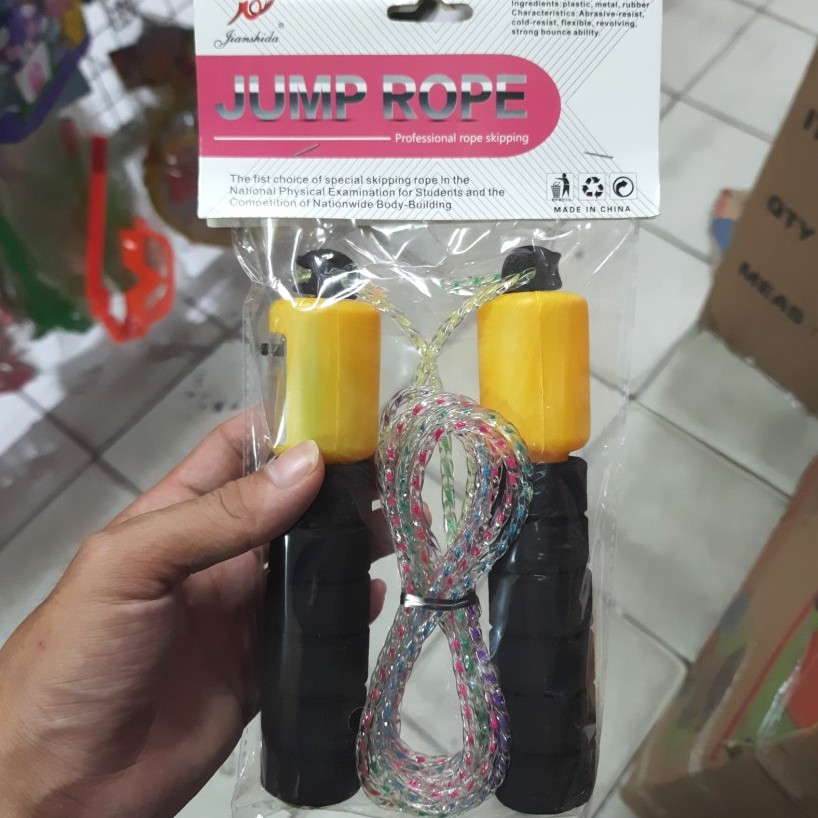 Ingredients: plastic, metal, rubber
Characteristics: Abrasive-resist,
cold-resist, flexible, revolving,
strong bounce ability.
Jianshida®
JUMP ROPE
Professional rope skipping
The fist choice of special skipping rope in the
National Physical Examination for Students and the
Competition of Nationwide Body-Building
MADE IN CHINA
QTY
MEAS